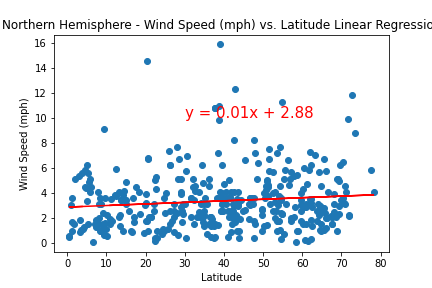 Northern Hemisphere - Wind Speed (mph) vs. Latitude Linear Regressio
16
14
12
10
8
6
4
2
0
Wind Speed (mph)
y = 0.01x + 2.88
0 10 20 30 40 50 60 70 80
Latitude